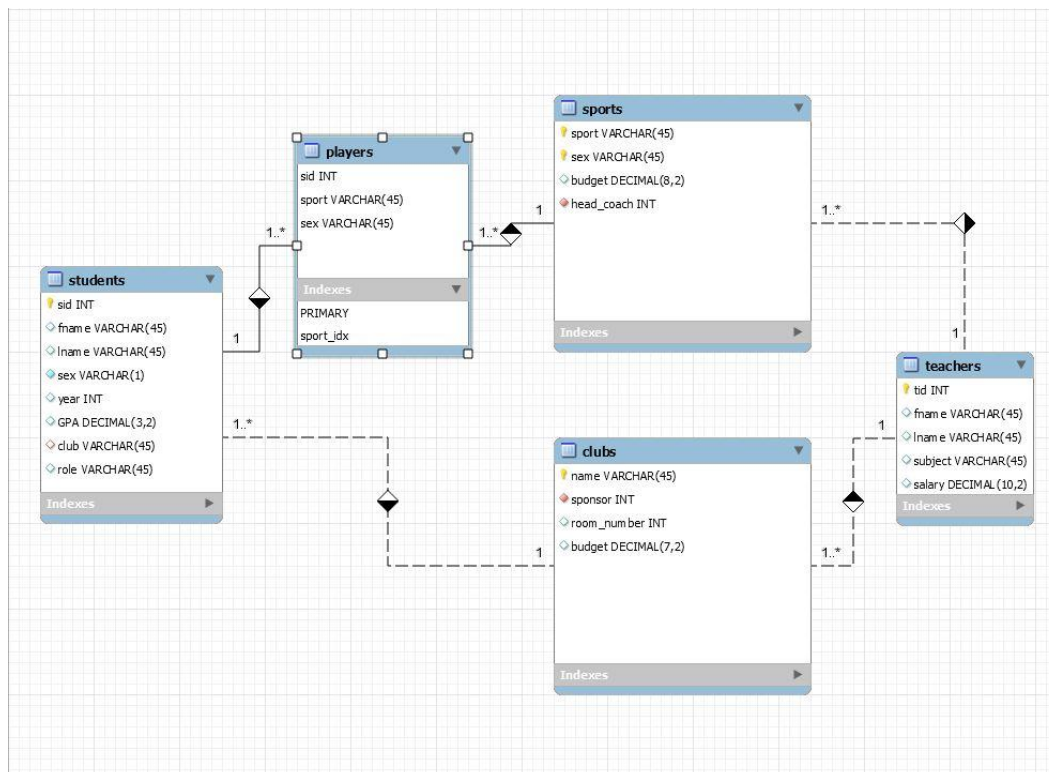 sports
sport VARCHAR(45)
sex VARCHAR(45)
budget DECIMAL(8,2)
head_coach INT
Indexes
players
sid INT
sport VARCHAR(45)
sex VARCHAR(45)
Indexes
PRIMARY
sport_idx
1..*
1..*
1
1..*
1
1
students
sid INT
fname VARCHAR(45)
lname VARCHAR(45)
sex VARCHAR(1)
year INT
GPA DECIMAL(3,2)
club VARCHAR(45)
role VARCHAR(45)
Indexes
teachers
tid INT
fname VARCHAR(45)
lname VARCHAR(45)
subject VARCHAR(45)
salary DECIMAL(10,2)
Indexes
1..*
1
clubs
name VARCHAR(45)
sponsor INT
room_number INT
budget DECIMAL(7,2)
Indexes
1
1..*